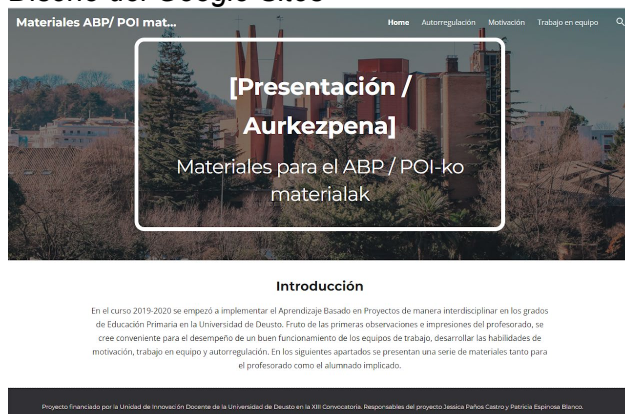 Diseño del Google Sites
Materiales ABP/ POI mat...
Home Autorregulación Motivación Trabajo en equipo
[Presentación /
Aurkezpena]
Materiales para el ABP / POI-ko
materialak
Introducción
En el curso 2019-2020 se empezó a implementar el Aprendizaje Basado en Proyectos de manera interdisciplinar en los grados
de Educación Primaria en la Universidad de Deusto. Fruto de las primeras observaciones e impresiones del profesorado, se
cree conveniente para el desempeño de un buen funcionamiento de los equipos de trabajo, desarrollar las habilidades de
motivación, trabajo en equipo y autorregulación. En los siguientes apartados se presentan una serie de materiales tanto para
el profesorado como el alumnado implicado.
Proyecto financiado por la Unidad de Innovación Docente de la Universidad de Deusto en la XIII Convocatoria. Responsables del proyecto Jessica Paños Castro y Patricia Espinosa Blanco.